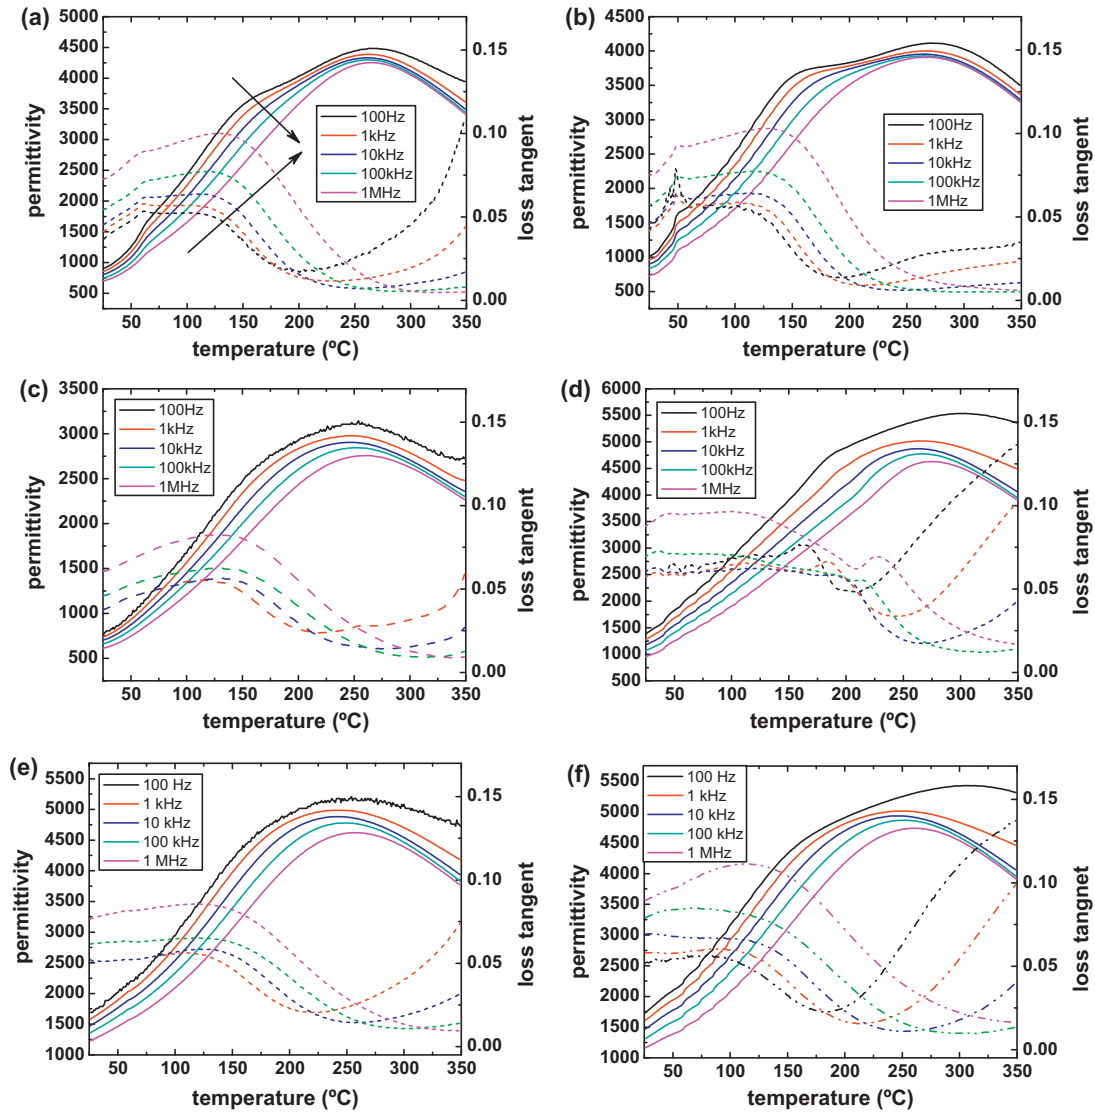 (a)
5000
4500
4000
3500
3000
2500
2000
1500
1000
500
permittivity
0.15
0.10
0.05
0.00
loss tangent
100Hz
1kHz
10kHz
100kHz
1MHz
50 100 150 200 250 300 350
temperature (ºC)
(b)
4500
4000
3500
3000
2500
2000
1500
1000
500
permittivity
0.15
0.10
0.05
0.00
loss tangent
100Hz
1kHz
10kHz
100kHz
1MHz
50 100 150 200 250 300 350
temperature (ºC)
(c)
3500
3000
2500
2000
1500
1000
500
permittivity
0.15
0.10
0.05
0.00
loss tangent
100Hz
1kHz
10kHz
100kHz
1MHz
50 100 150 200 250 300 350
temperature (ºC)
(d)
6000
5500
5000
4500
4000
3500
3000
2500
2000
1500
1000
500
permittivity
0.15
0.10
0.05
0.00
loss tangent
100Hz
1kHz
10kHz
100kHz
1MHz
50 100 150 200 250 300 350
temperature (ºC)
(e)
5500
5000
4500
4000
3500
3000
2500
2000
1500
1000
permittivity
0.15
0.10
0.05
0.00
loss tangent
100 Hz
1 kHz
10 kHz
100 kHz
1 MHz
50 100 150 200 250 300 350
temperature (ºC)
(f)
5500
5000
4500
4000
3500
3000
2500
2000
1500
1000
permittivity
0.15
0.10
0.05
0.00
loss tangnet
100 Hz
1 kHz
10 kHz
100 kHz
1 MHz
50 100 150 200 250 300 350
temperature (ºC)